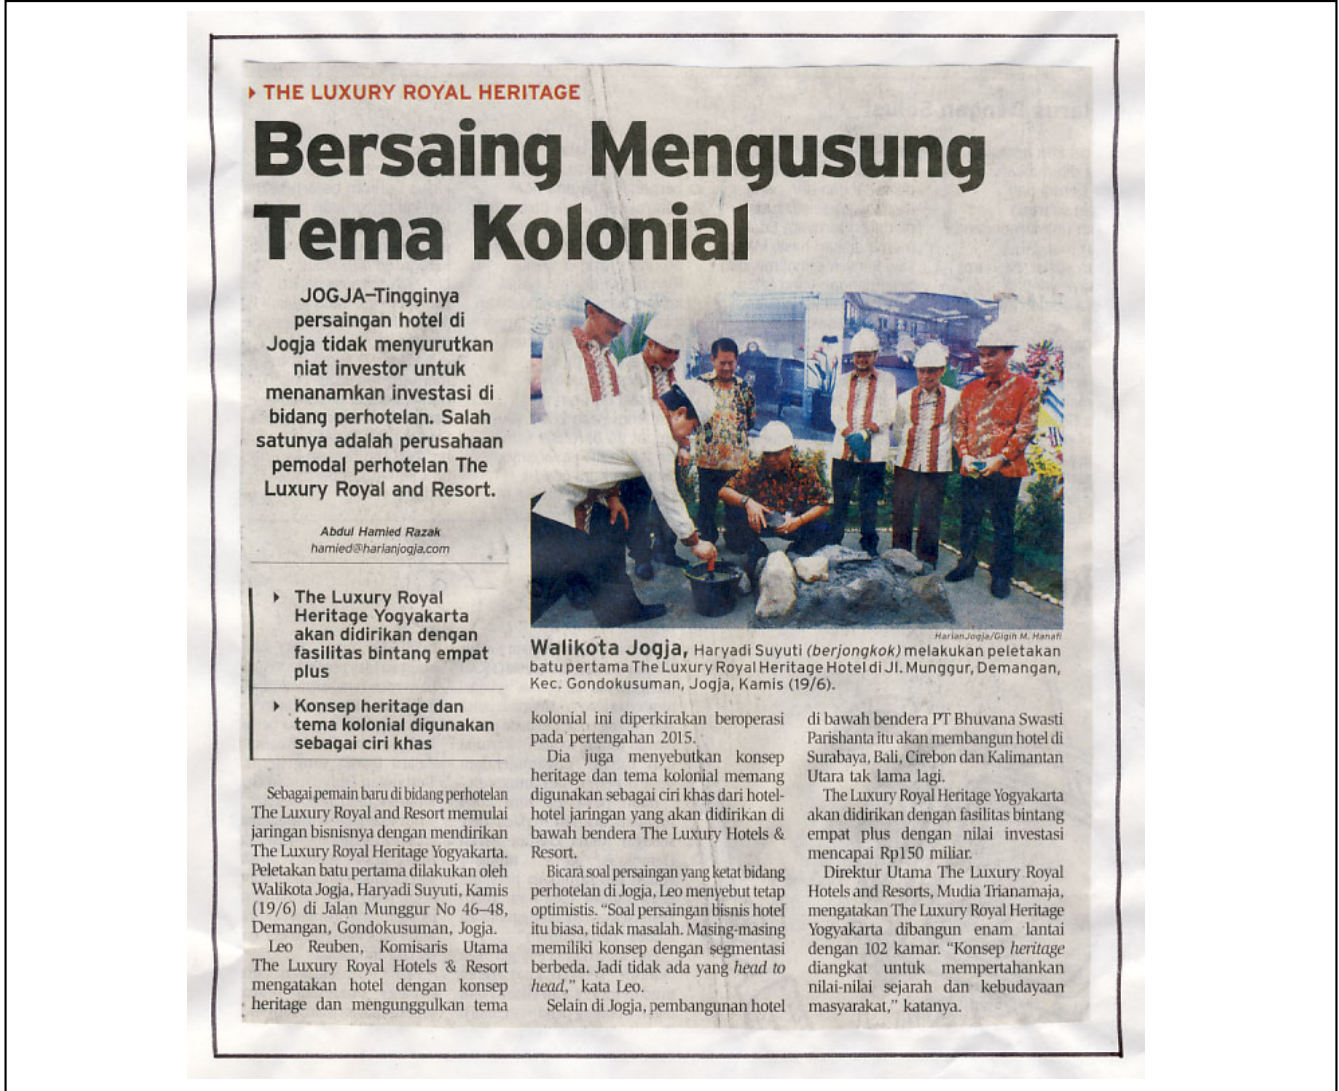 THE LUXURY ROYAL HERITAGE
Bersaing Mengusung
Tema Kolonial
JOGJA–Tingginya
persaingan hotel di
Jogja tidak menyurutkan
niat investor untuk
menanamkan investasi di
bidang perhotelan. Salah
satunya adalah perusahaan
pemodal perhotelan The
Luxury Royal and Resort.
Abdul Hamied Razak
hamied@harianjogja.com
The Luxury Royal
Heritage Yogyakarta
akan didirikan dengan
fasilitas bintang empat
plus
Konsep heritage dan
tema kolonial digunakan
sebagai ciri khas
HarianJogja/Gigih M. Hanafi
Walikota Jogja, Haryadi Suyuti (berjongkok) melakukan peletakan
batu pertama The Luxury Royal Heritage Hotel di Jl. Munggur, Demangan,
Kec. Gondokusuman, Jogja, Kamis (19/6).
Sebagai pemain baru di bidang perhotelan
The Luxury Royal and Resort memulai
jaringan bisnisnya dengan mendirikan
The Luxury Royal Heritage Yogyakarta.
Peletakan batu pertama dilakukan oleh
Walikota Jogja, Haryadi Suyuti, Kamis
(19/6) di Jalan Munggur No 46–48,
Demangan, Gondokusuman, Jogja.
Leo Reuben, Komisaris Utama
The Luxury Royal Hotels & Resort
mengatakan hotel dengan konsep
heritage dan mengunggulkan tema
kolonial ini diperkirakan beroperasi
pada pertengahan 2015.
Dia juga menyebutkan konsep
heritage dan tema kolonial memang
digunakan sebagai ciri khas dari hotel-
hotel jaringan yang akan didirikan di
bawah bendera The Luxury Hotels &
Resort.
Bicara soal persaingan yang ketat bidang
perhotelan di Jogja, Leo menyebut tetap
optimistis. “Soal persaingan bisnis hotel
itu biasa, tidak masalah. Masing-masing
memiliki konsep dengan segmentasi
berbeda. Jadi tidak ada yang head to
head,” kata Leo.
Selain di Jogja, pembangunan hotel
di bawah bendera PT Bhuvana Swasti
Parishanta itu akan membangun hotel di
Surabaya, Bali, Cirebon dan Kalimantan
Utara tak lama lagi.
The Luxury Royal Heritage Yogyakarta
akan didirikan dengan fasilitas bintang
empat plus dengan nilai investasi
mencapai Rp150 miliar.
Direktur Utama The Luxury Royal
Hotels and Resorts, Mudia Trianamaja,
mengatakan The Luxury Royal Heritage
Yogyakarta dibangun enam lantai
dengan 102 kamar. “Konsep heritage
diangkat untuk mempertahankan
nilai-nilai sejarah dan kebudayaan
masyarakat,” katanya.